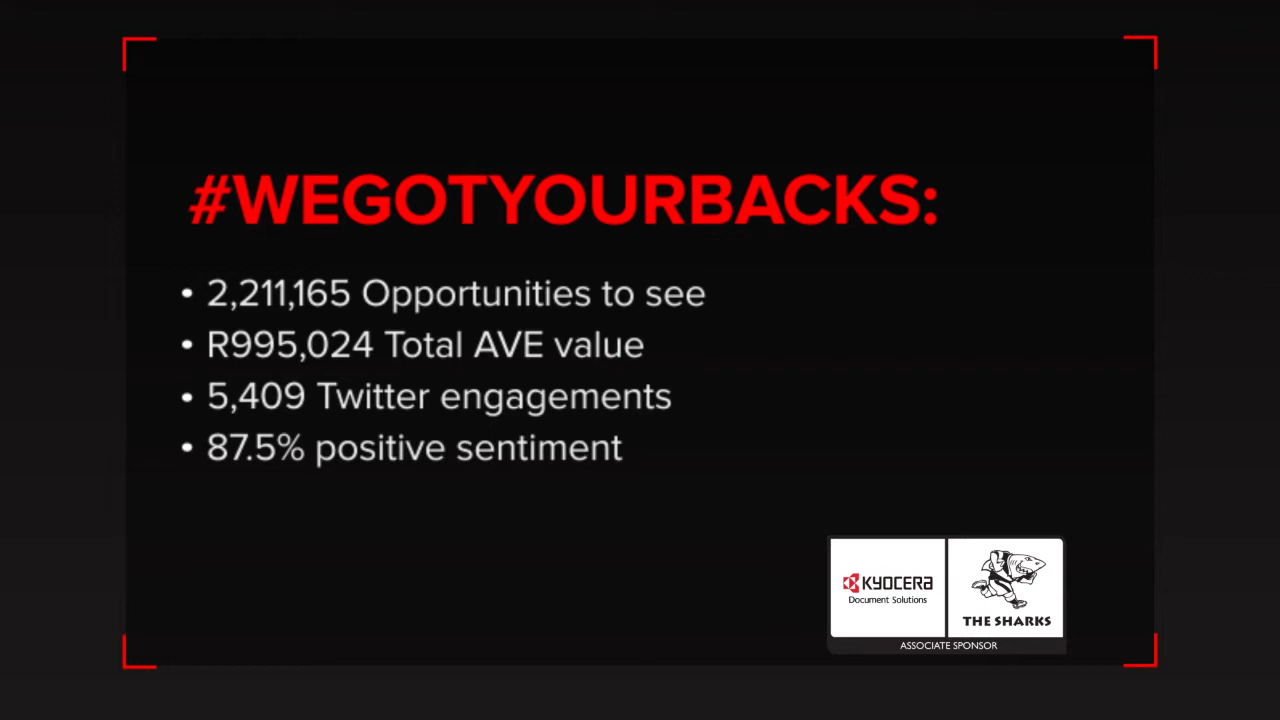 #WEGOTYOURBACKS:
• 2,211,165 Opportunities to see
• R995,024 Total AVE value
• 5,409 Twitter engagements
• 87.5% positive sentiment
KYOCERA
Document Solutions
THE SHARKS
ASSOCIATE SPONSOR